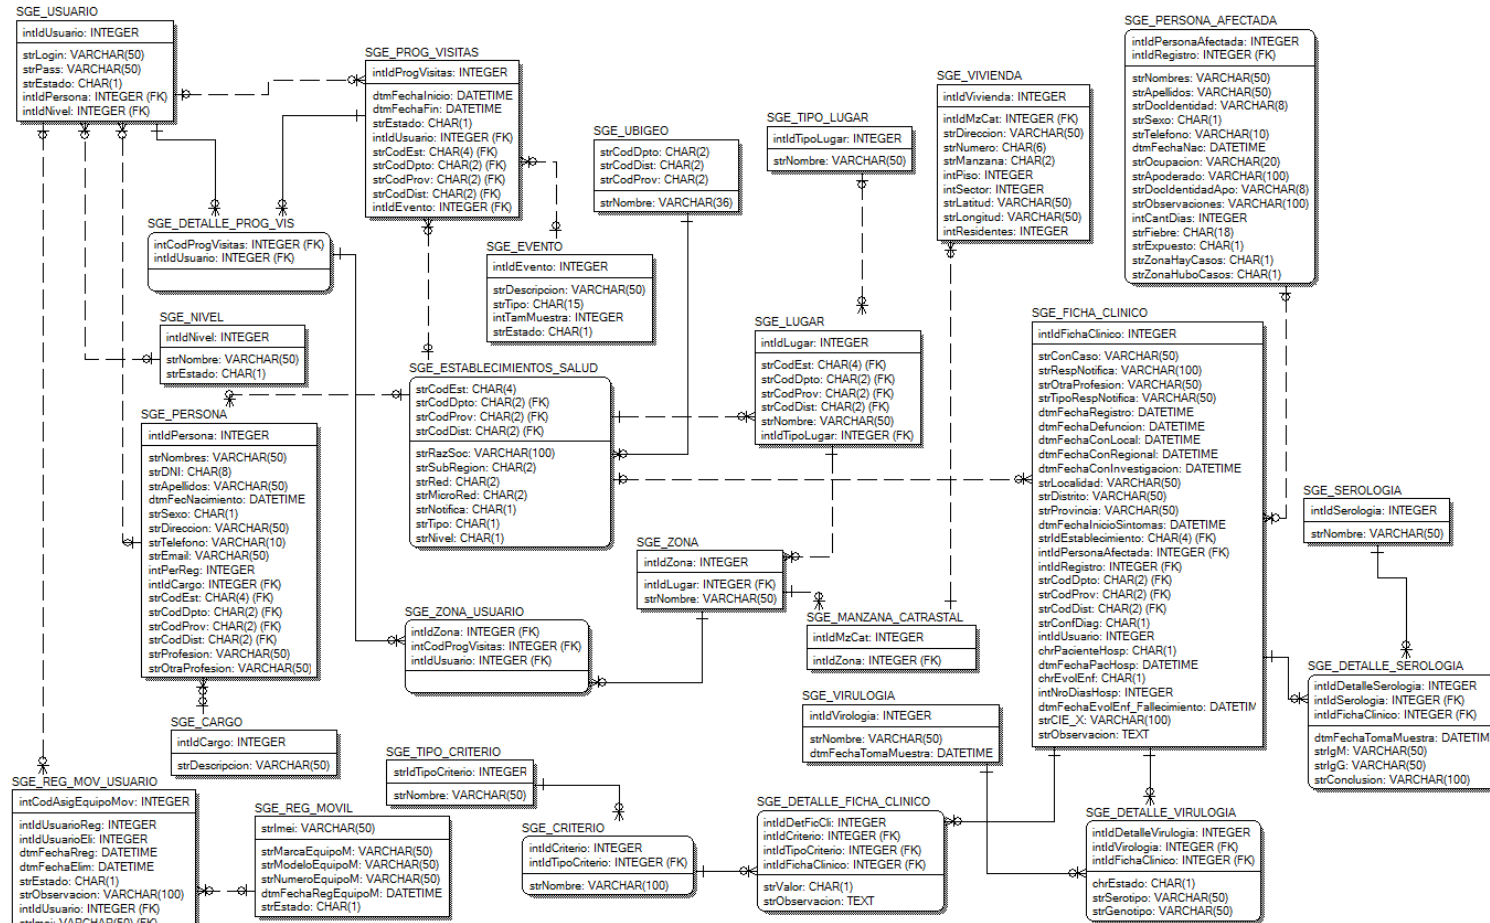 SGE_USUARIO
intIdUsuario: INTEGER
strLogin: VARCHAR(50)
strPass: VARCHAR(50)
strEstado: CHAR(1)
intIdPersona: INTEGER (FK)
intIdNivel: INTEGER (FK)
SGE_PROG_VISITAS
intIdProgVisitas: INTEGER
dtmFechaInicio: DATETIME
dtmFechaFin: DATETIME
strEstado: CHAR(1)
intIdUsuario: INTEGER (FK)
strCodEst: CHAR(4) (FK)
strCodDpto: CHAR(2) (FK)
strCodProv: CHAR(2) (FK)
strCodDist: CHAR(2) (FK)
intIdEvento: INTEGER (FK)
SGE_UBIGEO
strCodDpto: CHAR(2)
strCodDist: CHAR(2)
strCodProv: CHAR(2)
strNombre: VARCHAR(36)
SGE_TIPO_LUGAR
intIdTipoLugar: INTEGER
strNombre: VARCHAR(50)
SGE_VIVIENDA
intIdVivienda: INTEGER
intIdMzCat: INTEGER (FK)
strDireccion: VARCHAR(50)
strNumero: CHAR(6)
strManzana: CHAR(2)
intPiso: INTEGER
intSector: INTEGER
strLatitud: VARCHAR(50)
strLongitud: VARCHAR(50)
intResidentes: INTEGER
SGE_PERSONA_AFECTADA
intIdPersonaAfectada: INTEGER
intIdRegistro: INTEGER (FK)
strNombres: VARCHAR(50)
strApellidos: VARCHAR(50)
strDocIdentidad: VARCHAR(8)
strSexo: CHAR(1)
strTelefono: VARCHAR(10)
dtmFechaNac: DATETIME
strOcupacion: VARCHAR(20)
strApoderado: VARCHAR(100)
strDocIdentidadApo: VARCHAR(8)
strObservaciones: VARCHAR(100)
intCantDias: INTEGER
strFiebre: CHAR(18)
strExpuesto: CHAR(1)
strZonaHayCasos: CHAR(1)
strZonaHuboCasos: CHAR(1)
SGE_DETALLE_PROG_VIS
intCodProgVisitas: INTEGER (FK)
intIdUsuario: INTEGER (FK)
SGE_EVENTO
intIdEvento: INTEGER
strDescripcion: VARCHAR(50)
strTipo: CHAR(15)
intTamMuestra: INTEGER
strEstado: CHAR(1)
SGE_NIVEL
intIdNivel: INTEGER
strNombre: VARCHAR(50)
strEstado: CHAR(1)
SGE_ESTABLECIMIENTOS_SALUD
strCodEst: CHAR(4)
strCodDpto: CHAR(2) (FK)
strCodProv: CHAR(2) (FK)
strCodDist: CHAR(2) (FK)
strRazSoc: VARCHAR(100)
strSubRegion: CHAR(2)
strRed: CHAR(2)
strMicroRed: CHAR(2)
strNotifica: CHAR(1)
strTipo: CHAR(1)
strNivel: CHAR(1)
SGE_LUGAR
intIdLugar: INTEGER
strCodEst: CHAR(4) (FK)
strCodDpto: CHAR(2) (FK)
strCodProv: CHAR(2) (FK)
strCodDist: CHAR(2) (FK)
strNombre: VARCHAR(50)
intIdTipoLugar: INTEGER (FK)
SGE_FICHA_CLINICO
intIdFichaClinico: INTEGER
strConCaso: VARCHAR(50)
strRespNotifica: VARCHAR(100)
strOtraProfesion: VARCHAR(50)
strTipoRespNotifica: VARCHAR(50)
dtmFechaRegistro: DATETIME
dtmFechaDefuncion: DATETIME
dtmFechaConLocal: DATETIME
dtmFechaConRegional: DATETIME
dtmFechaConInvestigacion: DATETIME
strLocalidad: VARCHAR(50)
strDistrito: VARCHAR(50)
strProvincia: VARCHAR(50)
dtmFechaInicioSintomas: DATETIME
strIdEstablecimiento: CHAR(4) (FK)
intIdPersonaAfectada: INTEGER (FK)
intIdRegistro: INTEGER (FK)
strCodDpto: CHAR(2) (FK)
strCodProv: CHAR(2) (FK)
strCodDist: CHAR(2) (FK)
strConfDiag: CHAR(1)
intIdUsuario: INTEGER
chrPacienteHosp: CHAR(1)
dtmFechaPacHosp: DATETIME
chrEvolEnf: CHAR(1)
intNroDiasHosp: INTEGER
dtmFechaEvolEnf_Fallecimiento: DATETIM
strCIE_X: VARCHAR(100)
strObservacion: TEXT
SGE_PERSONA
intIdPersona: INTEGER
strNombres: VARCHAR(50)
strDNI: CHAR(8)
strApellidos: VARCHAR(50)
dtmFecNacimiento: DATETIME
strSexo: CHAR(1)
strDireccion: VARCHAR(50)
strTelefono: VARCHAR(10)
strEmail: VARCHAR(50)
intPerReg: INTEGER
intIdCargo: INTEGER (FK)
strCodEst: CHAR(4) (FK)
strCodDpto: CHAR(2) (FK)
strCodProv: CHAR(2) (FK)
strCodDist: CHAR(2) (FK)
strProfesion: VARCHAR(50)
strOtraProfesion: VARCHAR(50)
SGE_SEROLOGIA
intIdSerologia: INTEGER
strNombre: VARCHAR(50)
SGE_ZONA
intIdZona: INTEGER
intIdLugar: INTEGER (FK)
strNombre: VARCHAR(50)
SGE_ZONA_USUARIO
intIdZona: INTEGER (FK)
intCodProgVisitas: INTEGER (FK)
intIdUsuario: INTEGER (FK)
SGE_MANZANA_CATRASTAL
intIdMzCat: INTEGER
intIdZona: INTEGER (FK)
SGE_DETALLE_SEROLOGIA
intIdDetalleSerologia: INTEGER
intIdSerologia: INTEGER (FK)
intIdFichaClinico: INTEGER (FK)
dtmFechaTomaMuestra: DATETIM
strIgM: VARCHAR(50)
strIgG: VARCHAR(50)
strConclusion: VARCHAR(100)
SGE_VIRULOGIA
intIdVirologia: INTEGER
strNombre: VARCHAR(50)
dtmFechaTomaMuestra: DATETIME
SGE_CARGO
intIdCargo: INTEGER
strDescripcion: VARCHAR(50)
SGE_TIPO_CRITERIO
strIdTipoCriterio: INTEGER
strNombre: VARCHAR(50)
SGE_REG_MOV_USUARIO
intCodAsigEquipoMov: INTEGER
intIdUsuarioReg: INTEGER
intIdUsuarioEli: INTEGER
dtmFechaRreg: DATETIME
dtmFechaElim: DATETIME
strEstado: CHAR(1)
strObservacion: VARCHAR(100)
intIdUsuario: INTEGER (FK)
strImei: VARCHAR(50) (FK)
SGE_REG_MOVIL
strImei: VARCHAR(50)
strMarcaEquipoM: VARCHAR(50)
strModeloEquipoM: VARCHAR(50)
strNumeroEquipoM: VARCHAR(50)
dtmFechaRegEquipoM: DATETIME
strEstado: CHAR(1)
SGE_CRITERIO
intIdCriterio: INTEGER
intIdTipoCriterio: INTEGER (FK)
strNombre: VARCHAR(100)
SGE_DETALLE_FICHA_CLINICO
intIdDetFicCli: INTEGER
intIdCriterio: INTEGER (FK)
intIdTipoCriterio: INTEGER (FK)
intIdFichaClinico: INTEGER (FK)
strValor: CHAR(1)
strObservacion: TEXT
SGE_DETALLE_VIRULOGIA
intIdDetalleVirulogia: INTEGER
intIdVirologia: INTEGER (FK)
intIdFichaClinico: INTEGER (FK)
chrEstado: CHAR(1)
strSerotipo: VARCHAR(50)
strGenotipo: VARCHAR(50)